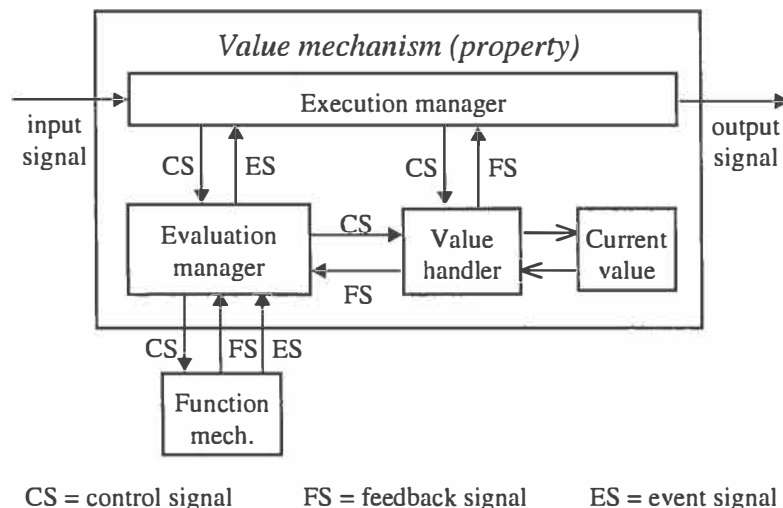 Value mechanism (property)
Execution manager
input
signal
output
signal
CS
ES
CS
FS
Evaluation
manager
CS
FS
Value
handler
Current
value
CS
FS
ES
Function
mech.
CS = control signal
FS = feedback signal
ES = event signal